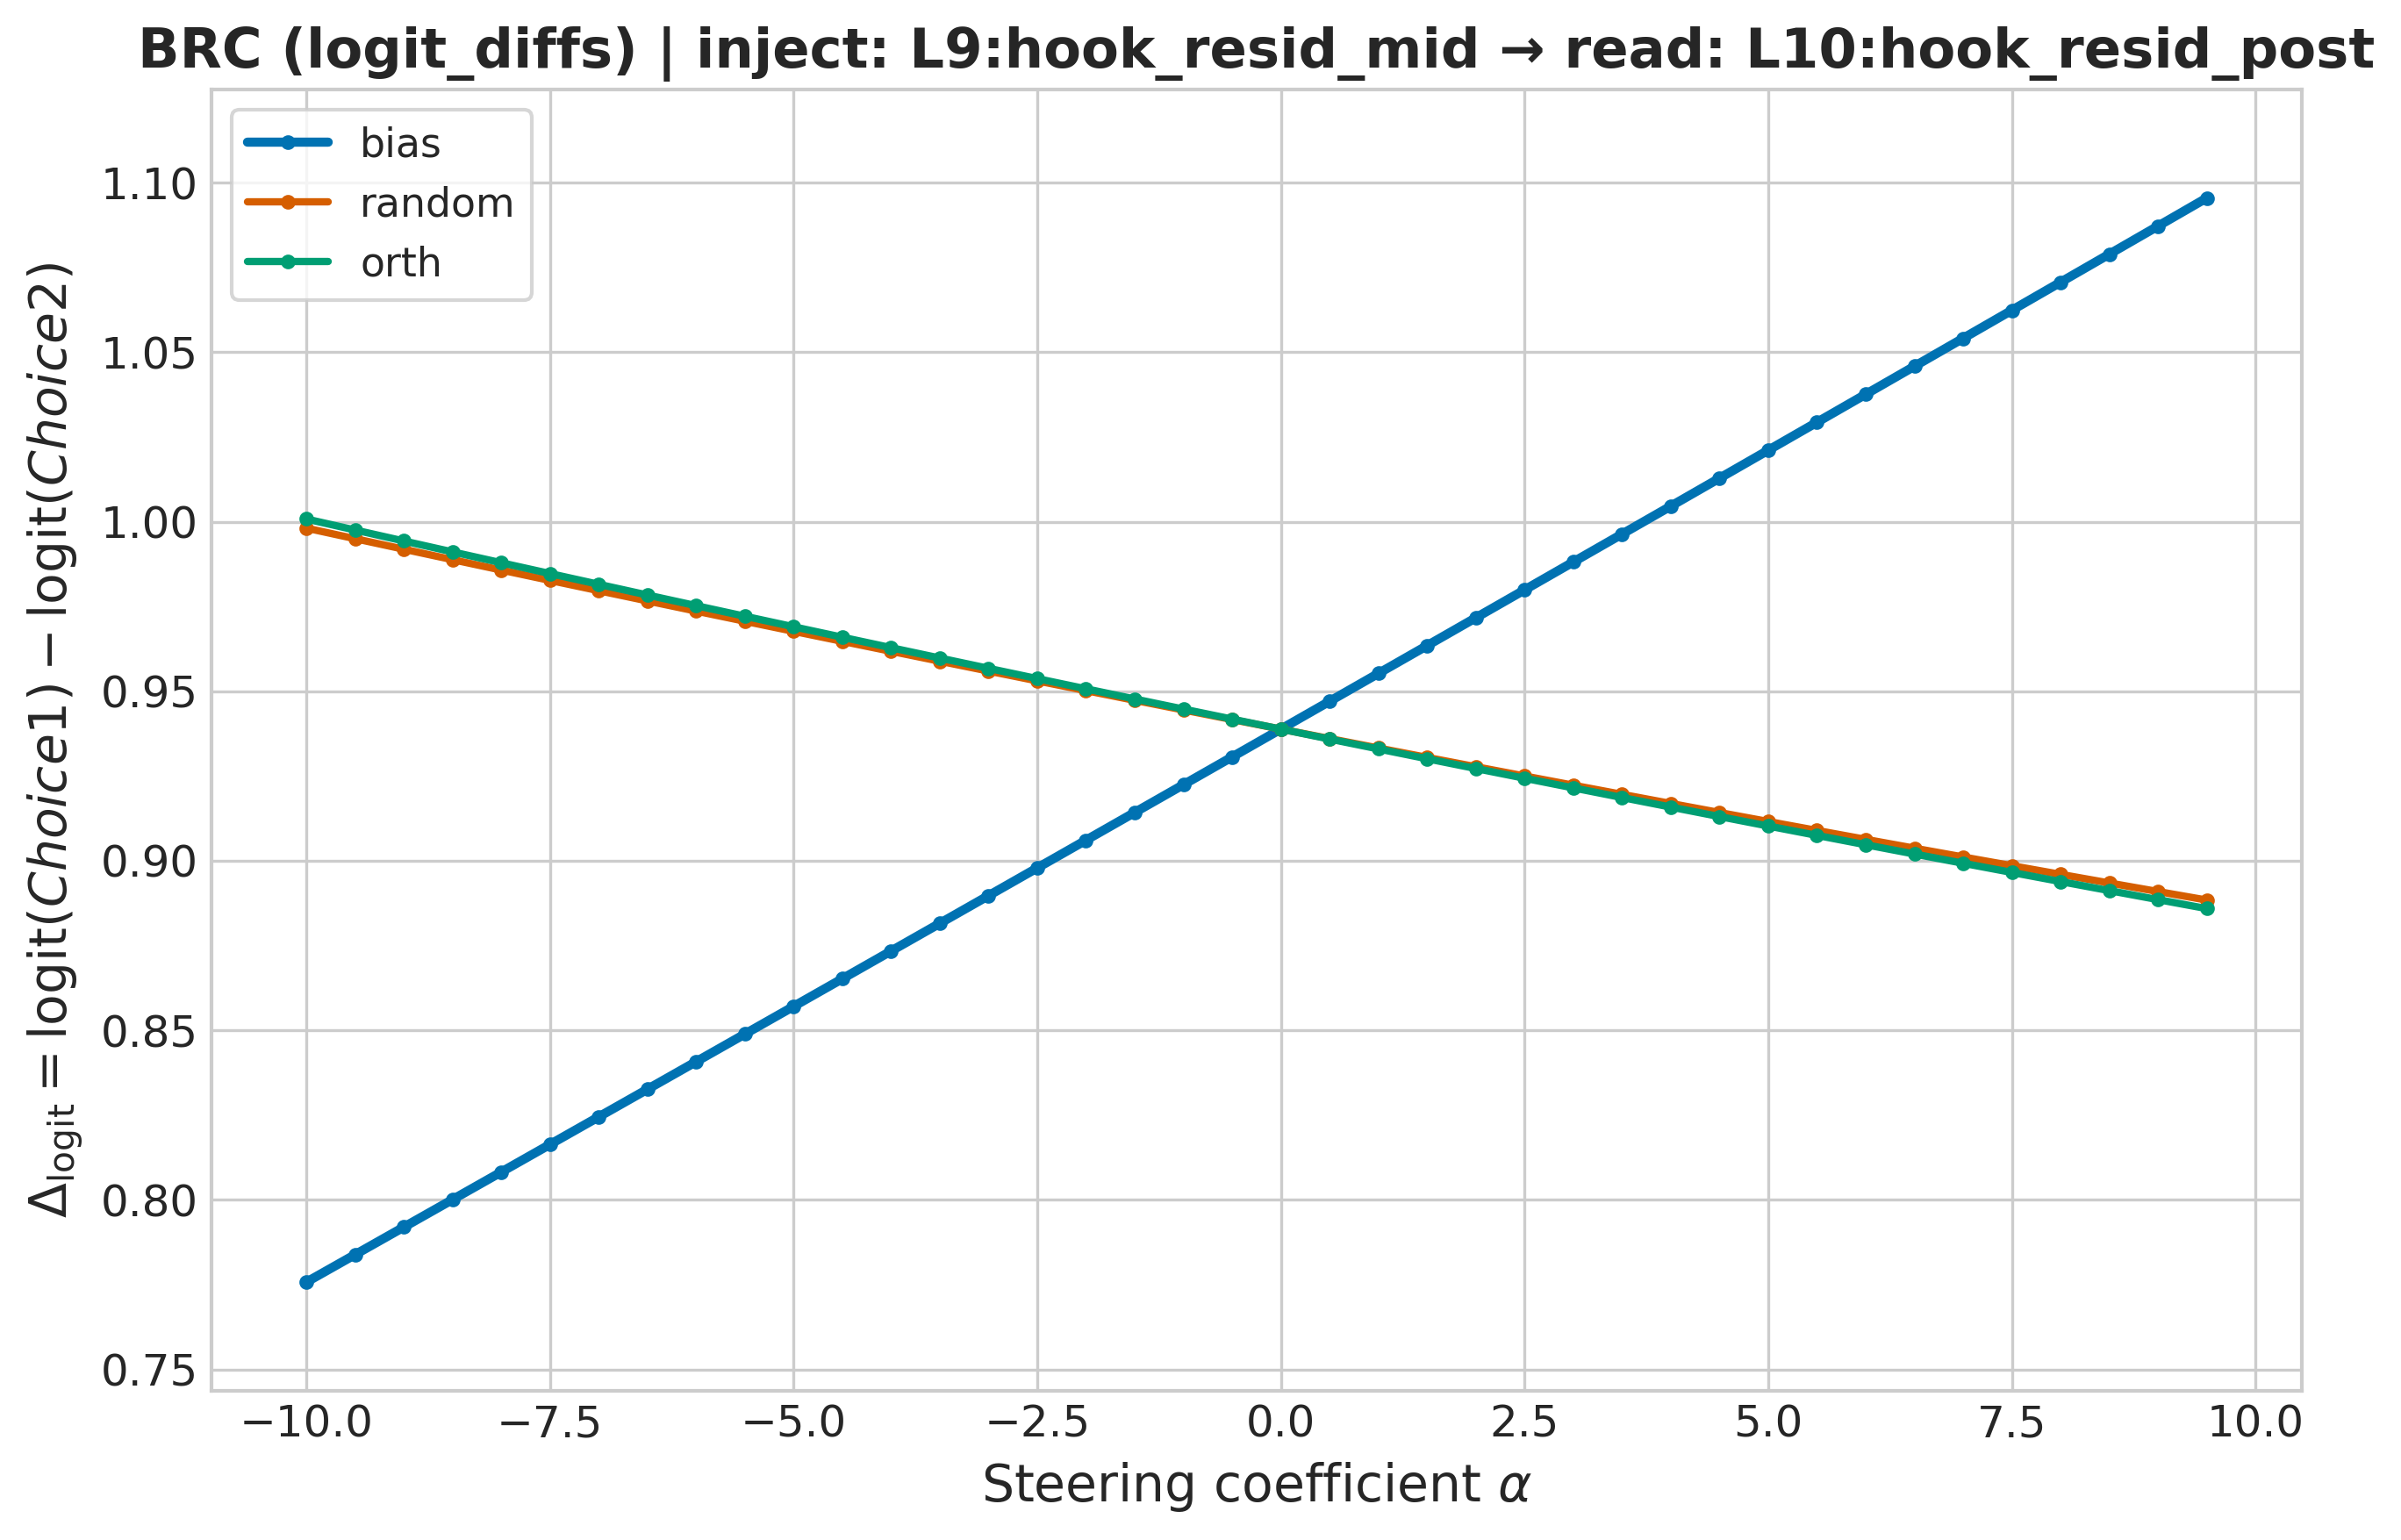 BRC (logit_diffs) | inject: L9:hook_resid_mid → read: L10:hook_resid_post
bias
random
orth
Δlogit = logit(Choice1) − logit(Choice2)
1.10
1.05
1.00
0.95
0.90
0.85
0.80
0.75
−10.0 −7.5 −5.0 −2.5 0.0 2.5 5.0 7.5 10.0
Steering coefficient α